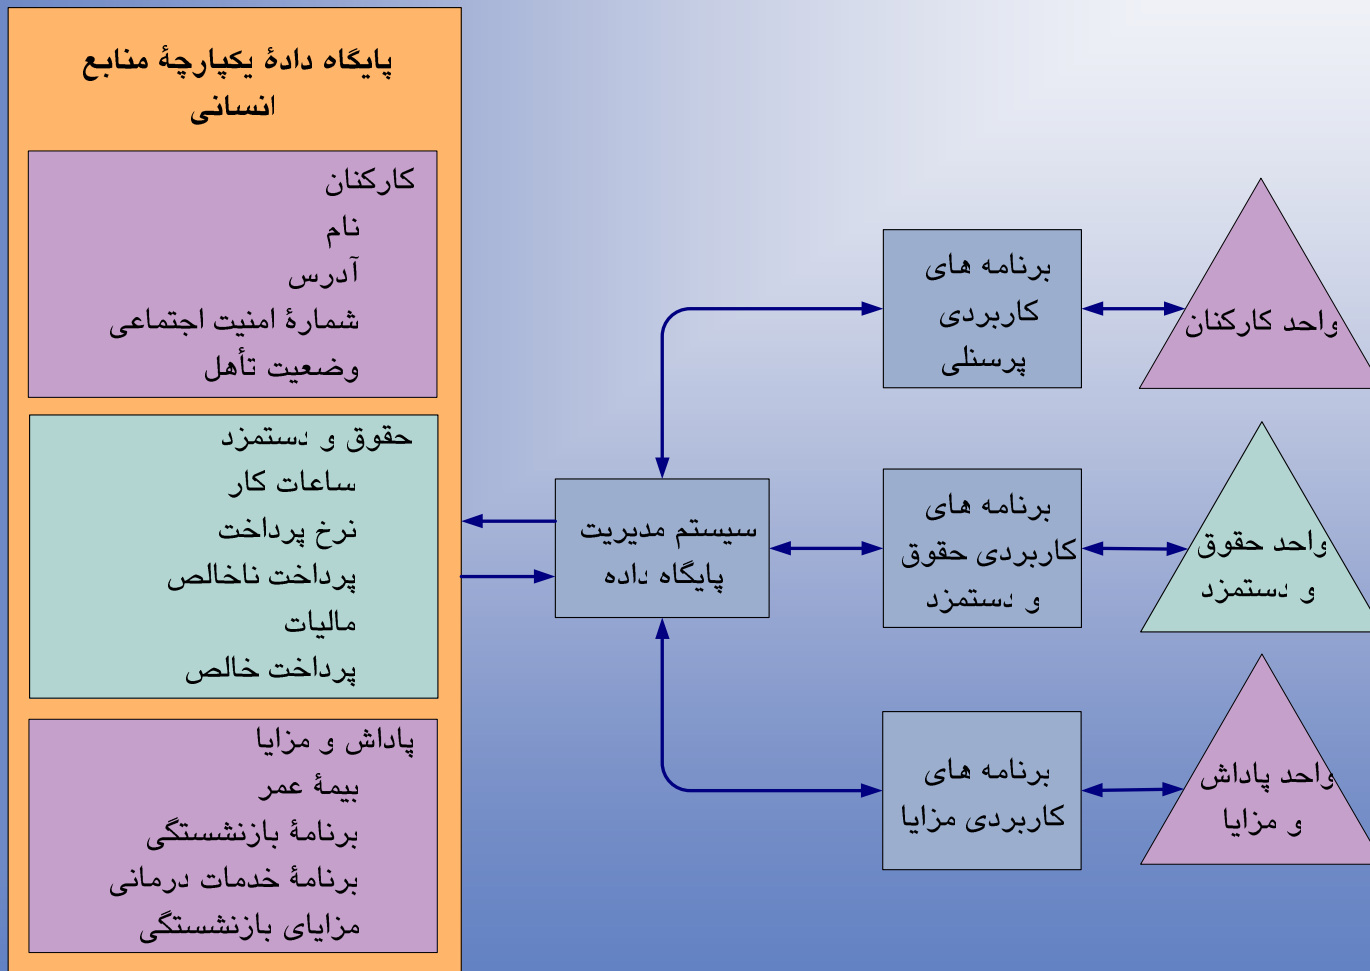 پایگاه دادهٔ یکپارچهٔ منابع
انسانی
کارکنان
نام
آدرس
شمارهٔ امنیت اجتماعی
وضعیت تأهل
حقوق و دستمزد
ساعات کار
نرخ پرداخت
پرداخت ناخالص
مالیات
پرداخت خالص
پاداش و مزایا
بیمهٔ عمر
برنامهٔ بازنشستگی
برنامهٔ خدمات درمانی
مزایای بازنشستگی
سیستم مدیریت
پایگاه داده
برنامه های
کاربردی
پرسنلی
برنامه های
کاربردی حقوق
و دستمزد
برنامه های
کاربردی مزایا
واحد کارکنان
واحد حقوق
و دستمزد
واحد پاداش
و مزایا